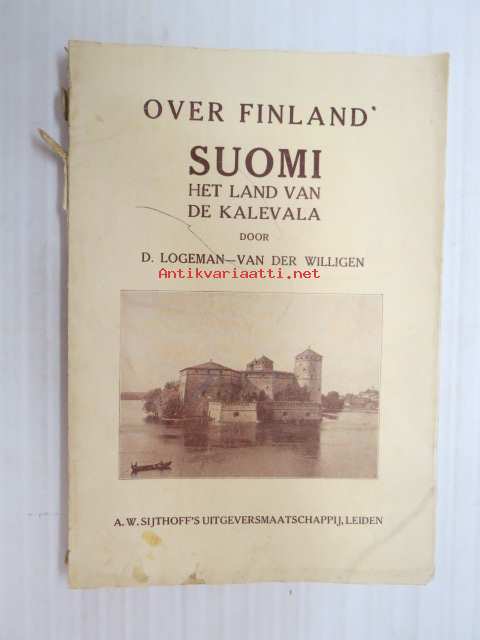 OVER FINLAND
SUOMI
HET LAND VAN
DE KALEVALA
DOOR
D. LOGEMAN—VAN DER WILLIGEN
Antikvariaatti.net
A.W. SIJTHOFF'S UITGEVERSMAATSCHAPPIJ, LEIDEN